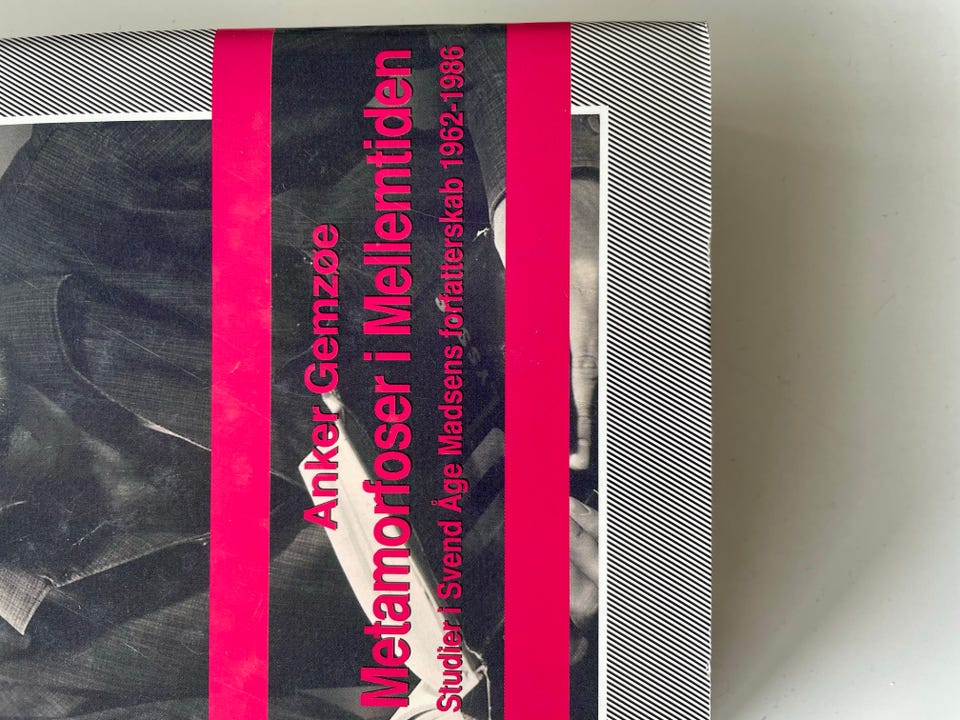 Anker Gemzøe
Metamorfoser i Mellemtiden
Studier i Svend Åge Madsens forfatterskab 1962-1986